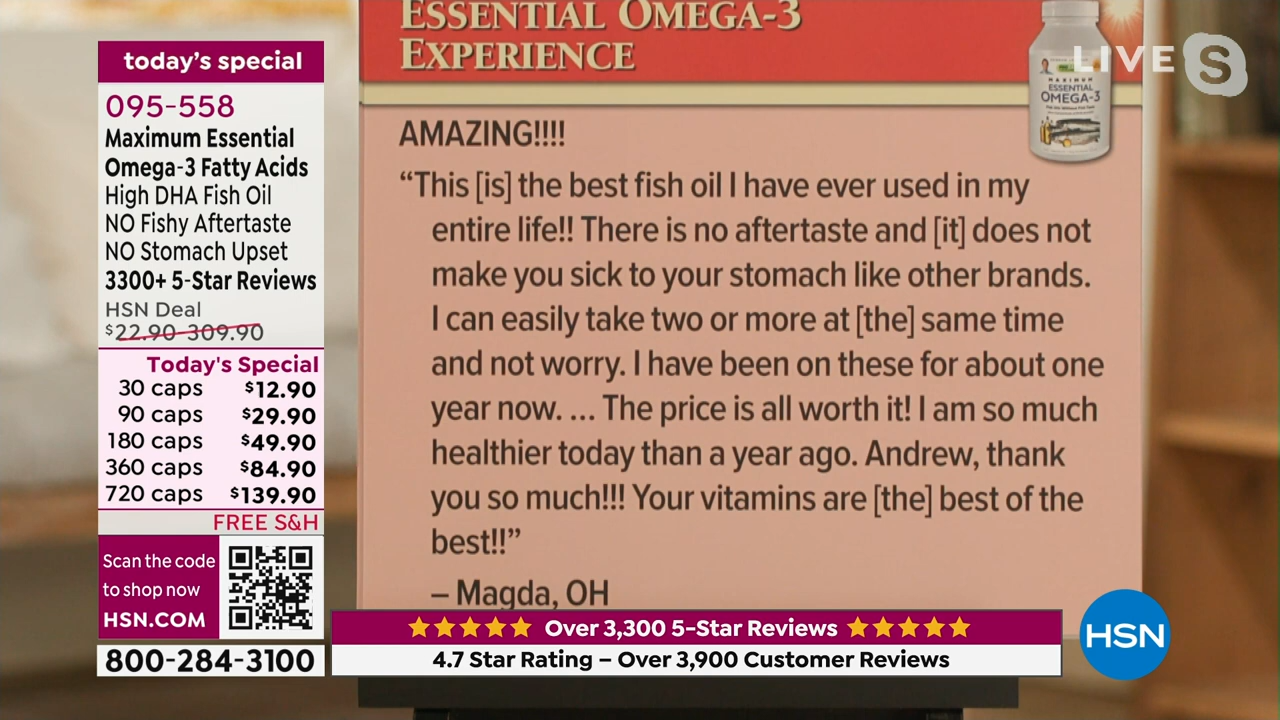 today's special
095-558
Maximum Essential
Omega-3 Fatty Acids
High DHA Fish Oil
NO Fishy Aftaste
NO Stomach Upset
3300+ 5-Star Reviews
HSN Deal
$22.90-309.90
Today's Special
30 caps $12.90
90 caps $29.90
180 caps $49.90
360 caps $84.90
720 caps $139.90
FREE S&H
Scan the code
to shop now
HSN.COM
800-284-3100
ESSENTIAL OMEGA-3
EXPERIENCE
LIVE S
MAXIMUM
ESSENTIAL
OMEGA-3
AMAZING!!!!
“This [is] the best fish oil I have ever used in my
entire life!! There is no aftertaste and [it] does not
make you sick to your stomach like other brands.
I can easily take two or more at [the] same time
and not worry. I have been on these for about one
year now. ... The price is all worth it! I am so much
healthier today than a year ago. Andrew, thank
you so much!!! Your vitamins are [the] best of the
best!!”
– Magda, OH
Over 3,300 5-Star Reviews
4.7 Star Rating – Over 3,900 Customer Reviews
HSN